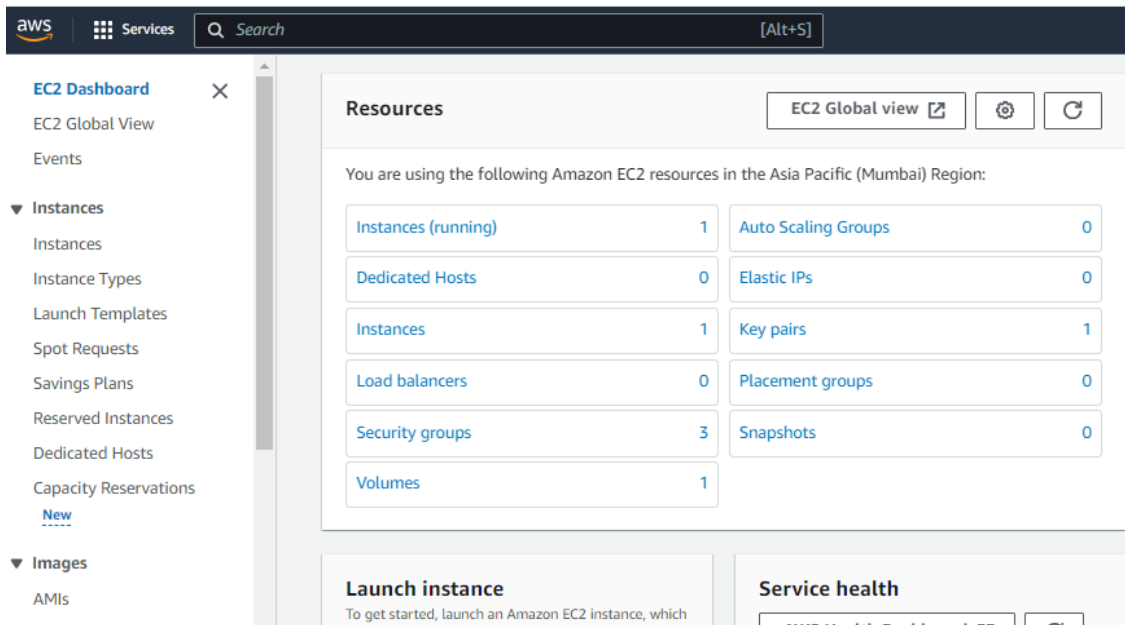 aws
Services
Search
[Alt+S]
EC2 Dashboard
EC2 Global View
Events
Instances
Instances
Instance Types
Launch Templates
Spot Requests
Savings Plans
Reserved Instances
Dedicated Hosts
Capacity Reservations
New
Images
AMIs
Resources
EC2 Global view
You are using the following Amazon EC2 resources in the Asia Pacific (Mumbai) Region:
Instances (running) 1
Auto Scaling Groups 0
Dedicated Hosts 0
Elastic IPs 0
Instances 1
Key pairs 1
Load balancers 0
Placement groups 0
Security groups 3
Snapshots 0
Volumes 1
Launch instance
To get started, launch an Amazon EC2 instance, which
Service health
AWS Health Dashboard